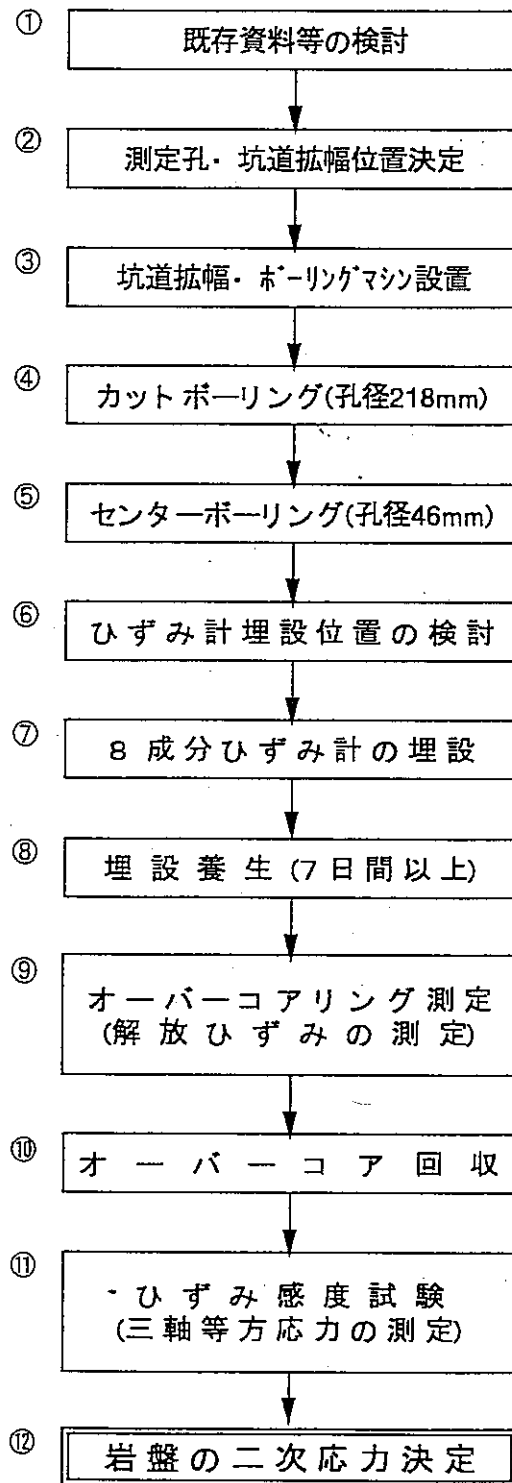 ①
既存資料等の検討
②
測定孔・坑道拡幅位置決定
③
坑道拡幅・ボーリングマシン設置
④
カットボーリング(孔径218mm)
⑤
センターボーリング(孔径46mm)
⑥
ひずみ計埋設位置の検討
⑦
8成分ひずみ計の埋設
⑧
埋設養生(7日間以上)
⑨
オーバーコアリング測定
(解放ひずみの測定)
⑩
オーバーコア回収
⑪
ひずみ感度試験
(三軸等方応力の測定)
⑫
岩盤の二次応力決定